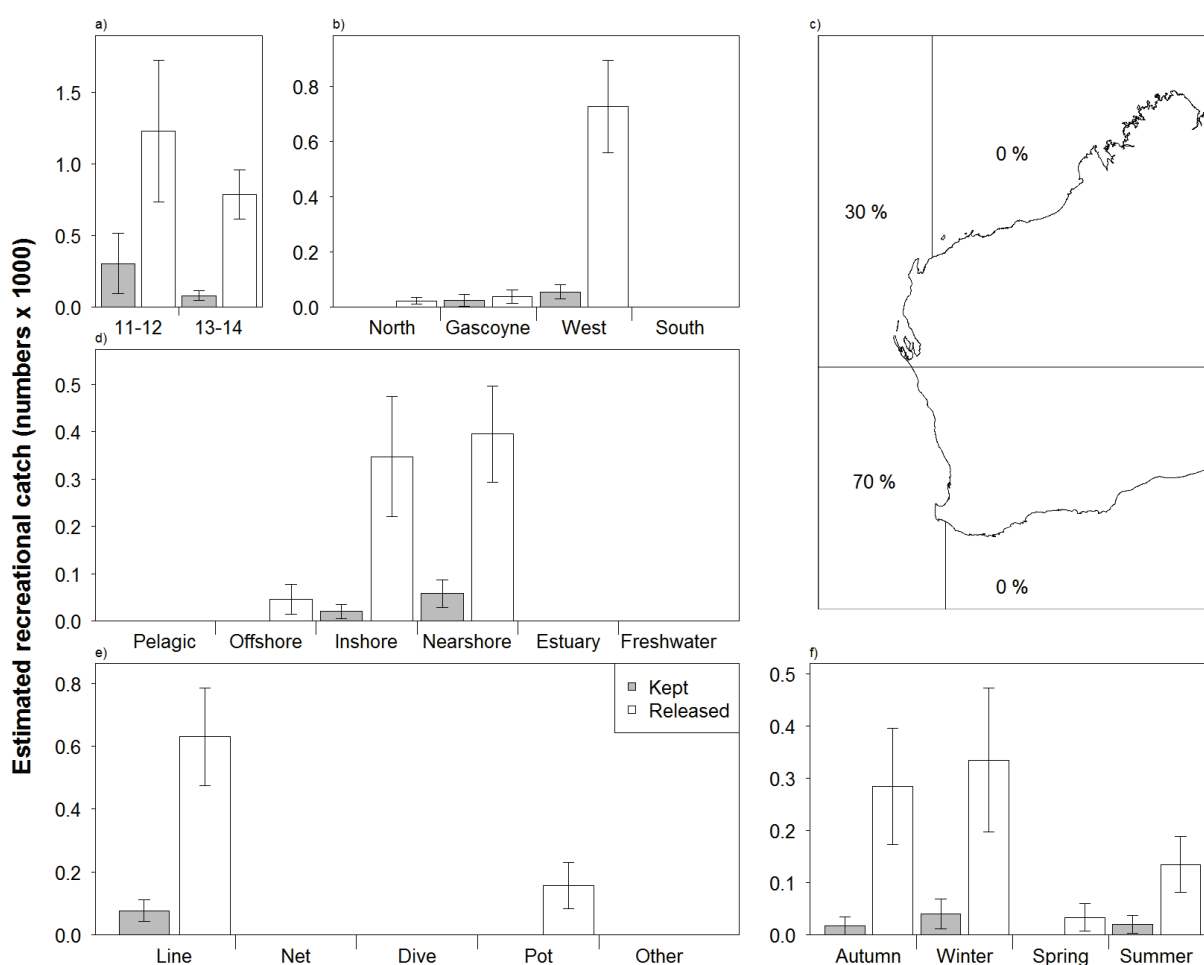 a)
1.5
1.0
0.5
0.0
11-12 13-14
b)
0.8
0.6
0.4
0.2
0.0
North Gascoyne West South
c)
0 %
30 %
70 %
0 %
Estimated recreational catch (numbers x 1000)
d)
0.5
0.4
0.3
0.2
0.1
0.0
Pelagic Offshore Inshore Nearshore Estuary Freshwater
e)
0.8
0.6
0.4
0.2
0.0
Kept
Released
Line Net Dive Pot Other
f)
0.5
0.4
0.3
0.2
0.1
0.0
Autumn Winter Spring Summer